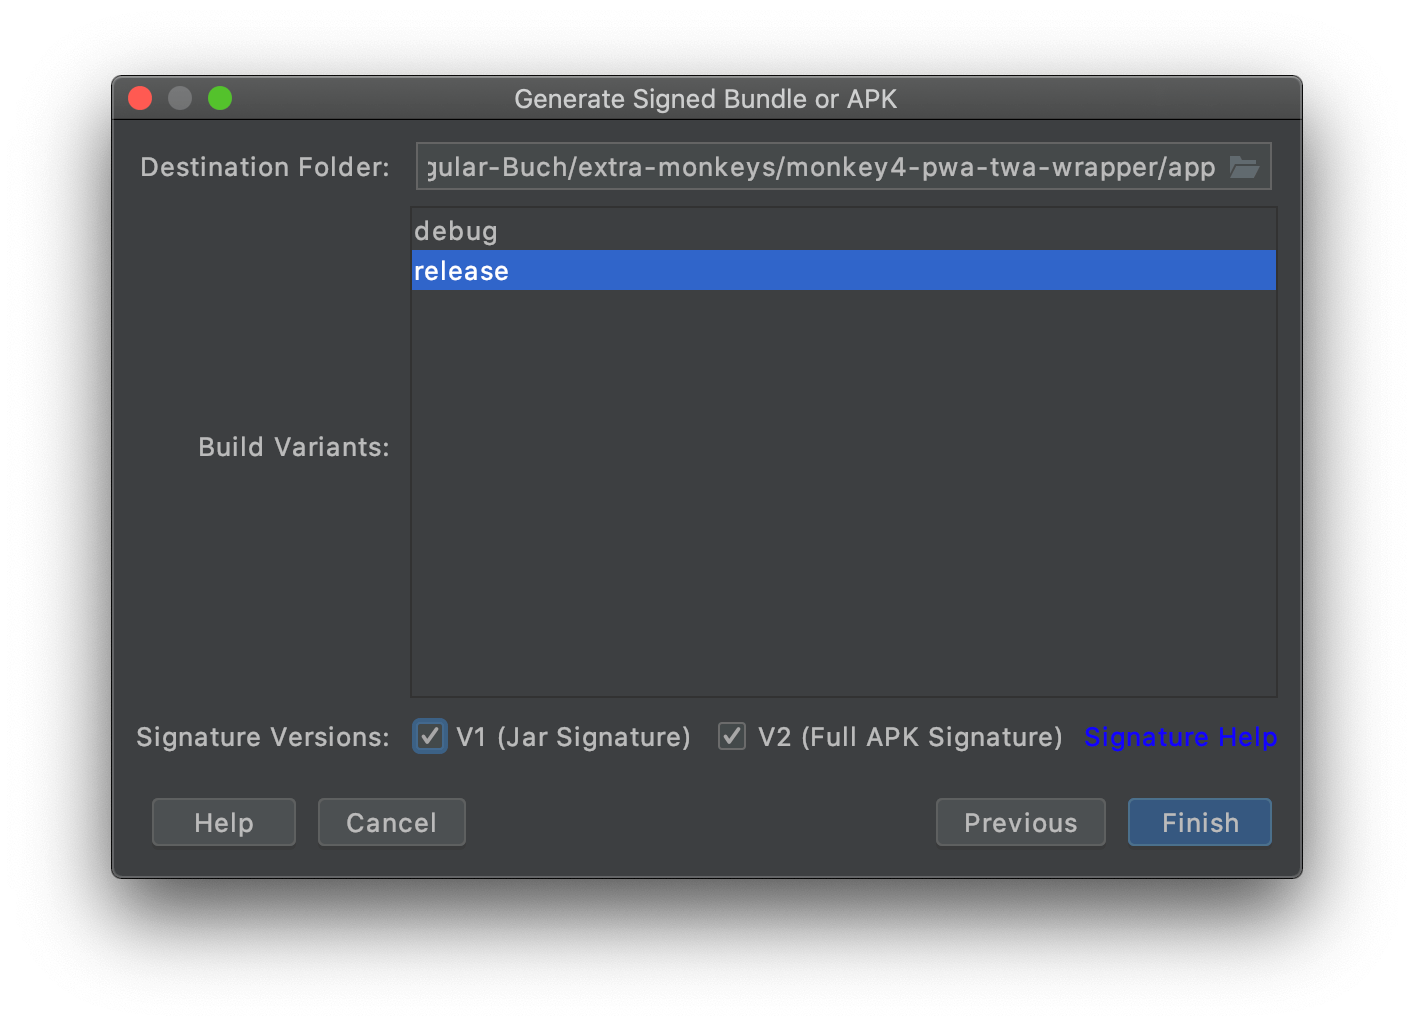 Generate Signed Bundle or APK
Destination Folder: gular-Buch/extra-monkeys/monkey4-pwa-twa-wrapper/app
debug
release
Build Variants:
Signature Versions: V1 (Jar Signature) V2 (Full APK Signature) Signature Help
Help Cancel Previous Finish